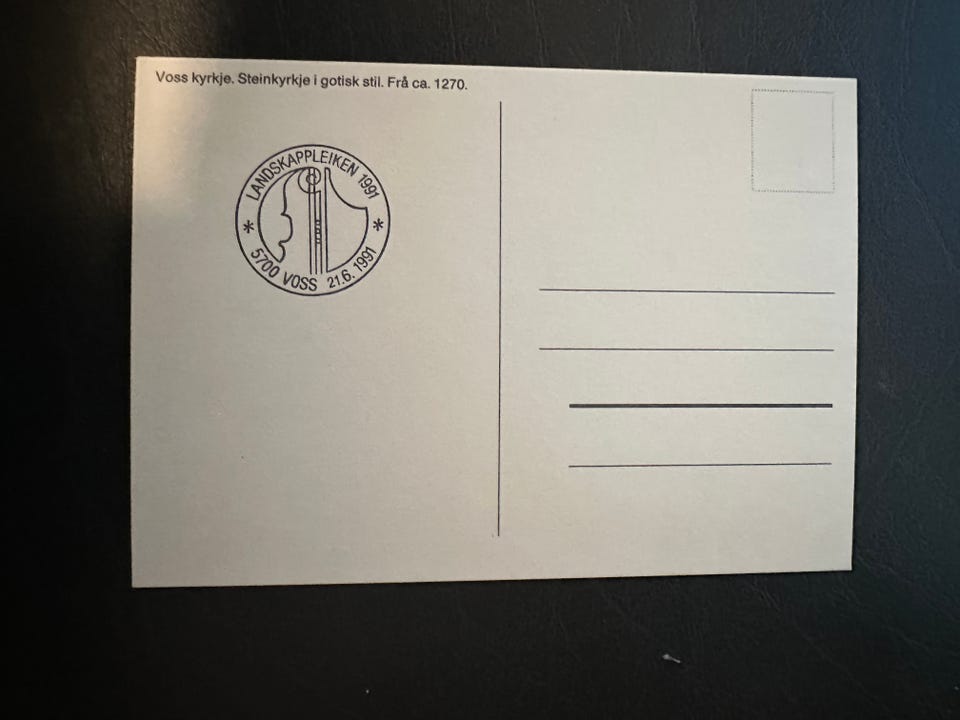 Voss kyrkje. Steinkyrkje i gotisk stil. Frå ca. 1270.
LANDSKAPPLEIKEN 1991
* 5700 VOSS 21.6. 1991 *